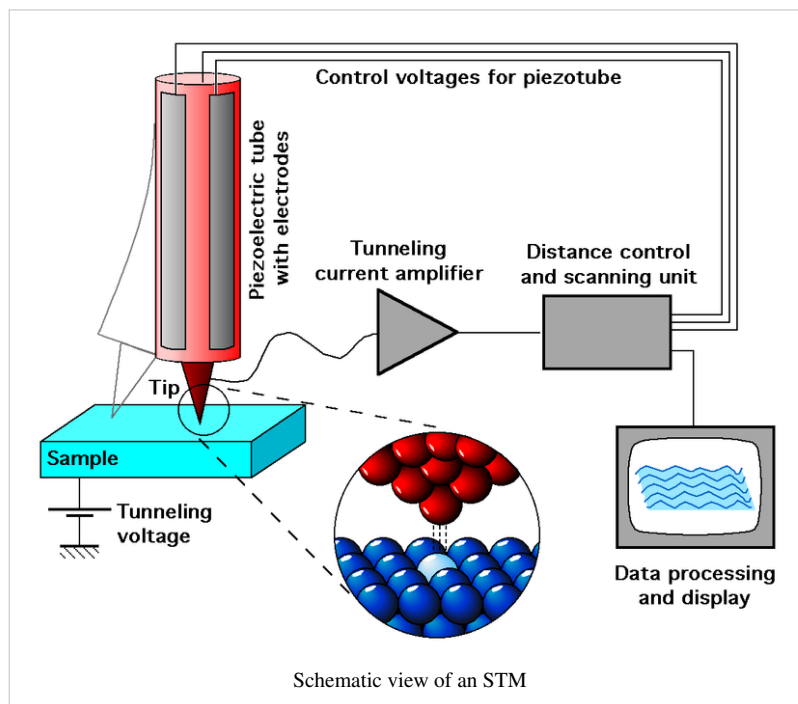 Control voltages for piezotube
Piezoelectric tube
with electrodes
Tunneling
current amplifier
Distance control
and scanning unit
Tip
Sample
Tunneling
voltage
Data processing
and display
Schematic view of an STM